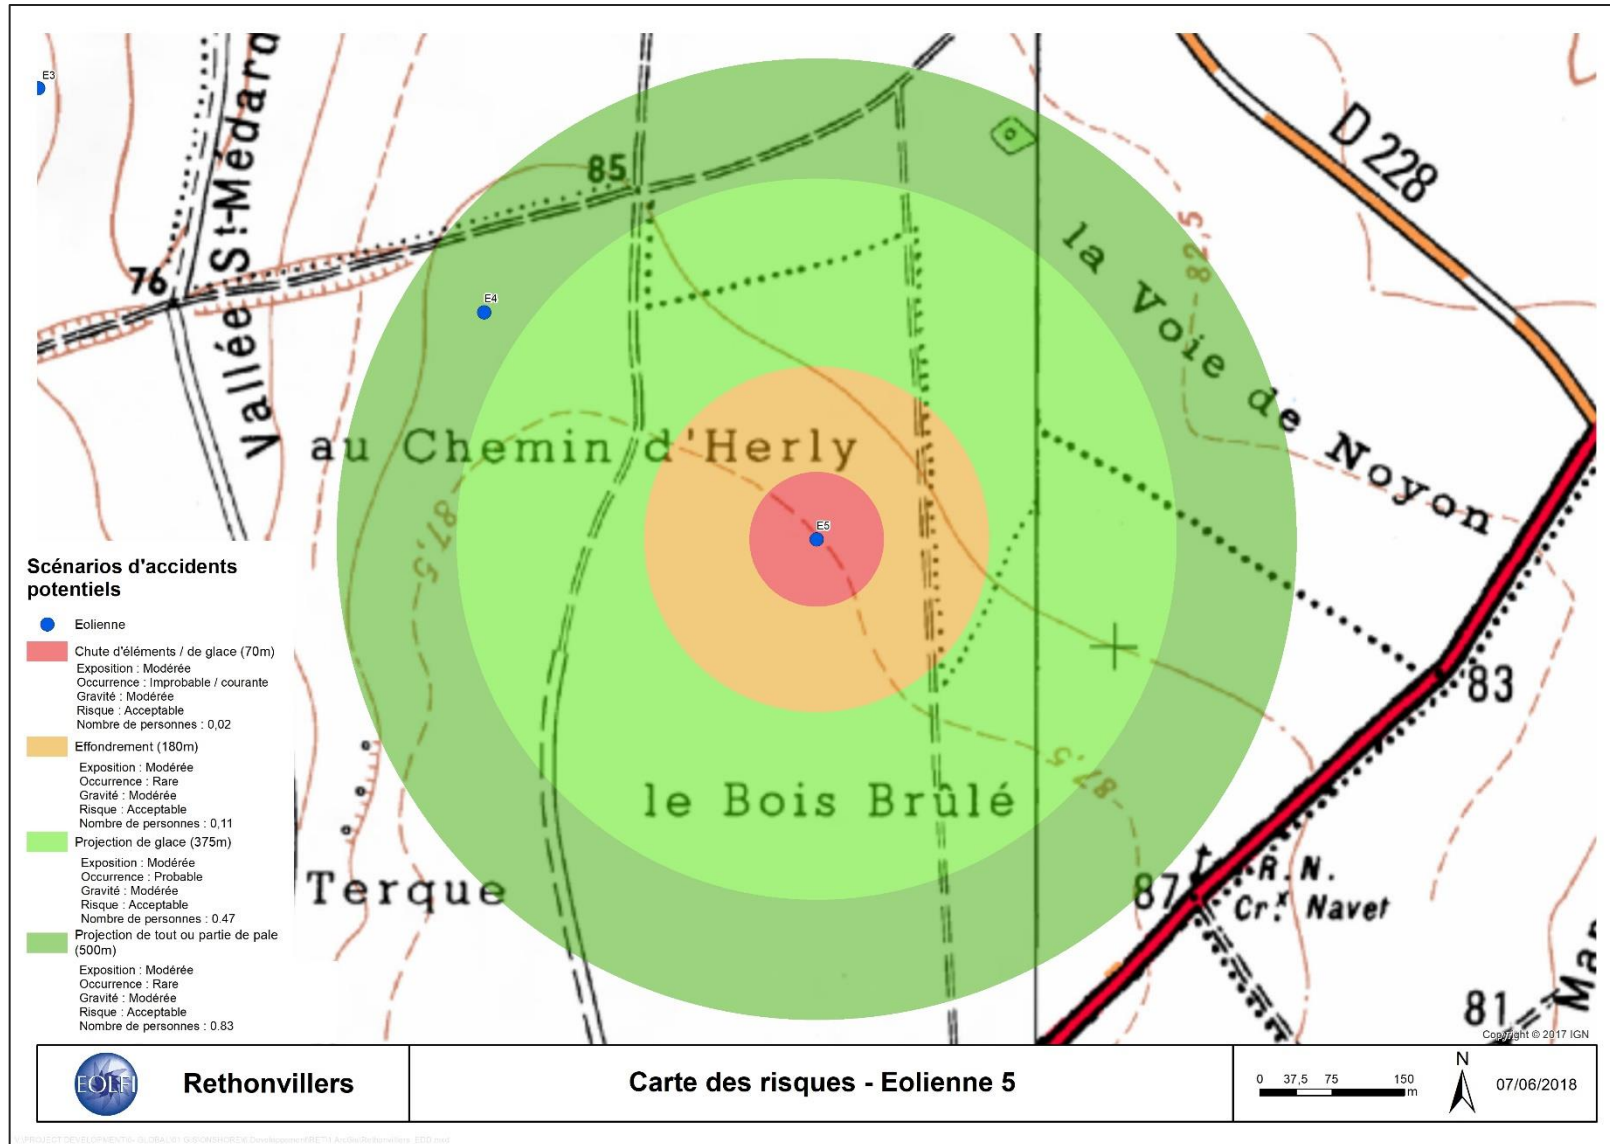 E3
Vallée St-Médard
85
76
D 228
82,5
la Voie de Noyon
E4
au Chemin d'Herly
E5
87,5
83
87,5
le Bois Brûlé
Terque
87
R.N.
Crx Navet
81
Mar
Copyright © 2017 IGN
Scénarios d'accidents
potentiels
Eolienne
Chute d'éléments / de glace (70m)
Exposition : Modérée
Occurrence : Improbable / courante
Gravité : Modérée
Risque : Acceptable
Nombre de personnes : 0,02
Effondrement (180m)
Exposition : Modérée
Occurrence : Rare
Gravité : Modérée
Risque : Acceptable
Nombre de personnes : 0,11
Projection de glace (375m)
Exposition : Modérée
Occurrence : Probable
Gravité : Modérée
Risque : Acceptable
Nombre de personnes : 0.47
Projection de tout ou partie de pale
(500m)
Exposition : Modérée
Occurrence : Rare
Gravité : Modérée
Risque : Acceptable
Nombre de personnes : 0.83
EOLFI
Rethonvillers
Carte des risques - Eolienne 5
0 37,5 75 150
m
N
07/06/2018